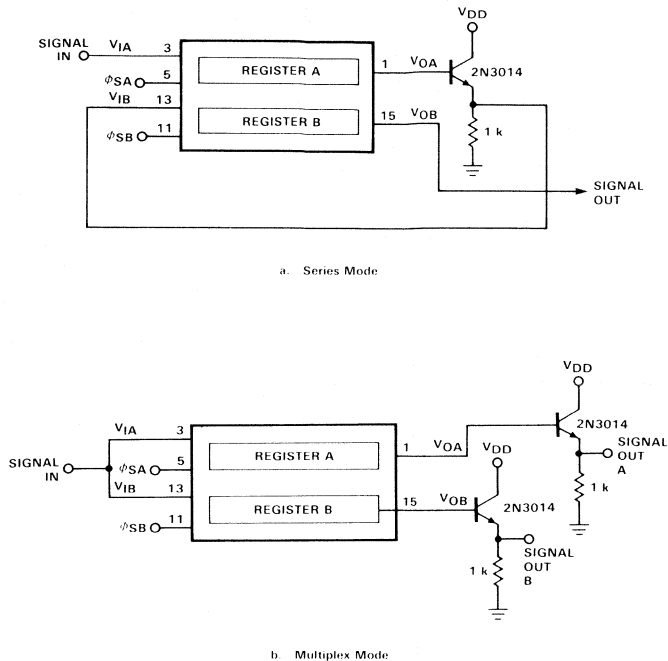 VDD
SIGNAL
IN
VIA
3
1
VOA
2N3014
REGISTER A
ϕSA
5
VIB
13
REGISTER B
15
VOB
1 k
ϕSB
11
SIGNAL
OUT
a. Series Mode
VDD
VIA
3
2N3014
SIGNAL
OUT
A
1
VOA
VDD
REGISTER A
SIGNAL
IN
ϕSA
5
VIB
13
1 k
15
VOB
2N3014
REGISTER B
ϕSB
11
SIGNAL
OUT
B
1 k
b. Multiplex Mode